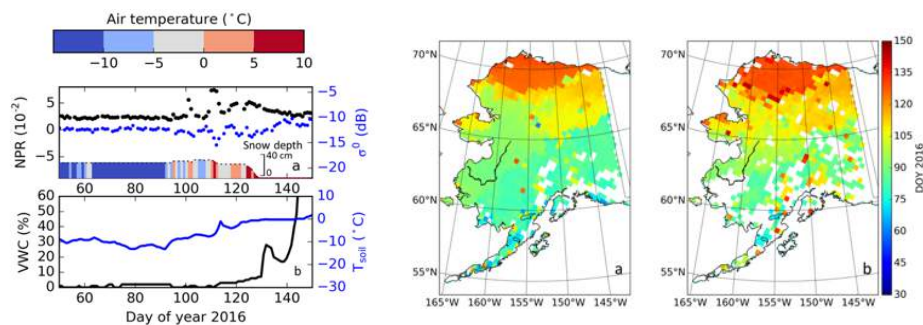 Air temperature (°C)
−10 −5 0 5 10
NPR (10⁻²)
5
0
−5
−5
−10
−15
−20
σ⁰ (dB)
Snow depth
40 cm
0
a
60 80 100 120 140
VWC (%)
60
50
40
30
20
10
0
10
0
−10
−20
−30
T_soil (°C)
b
60 80 100 120 140
Day of year 2016
70°N
65°N
60°N
55°N
a
165°W 160°W 155°W 150°W 145°W
70°N
65°N
60°N
55°N
b
165°W 160°W 155°W 150°W 145°W
150
135
120
105
90
75
60
45
30
DOY 2016